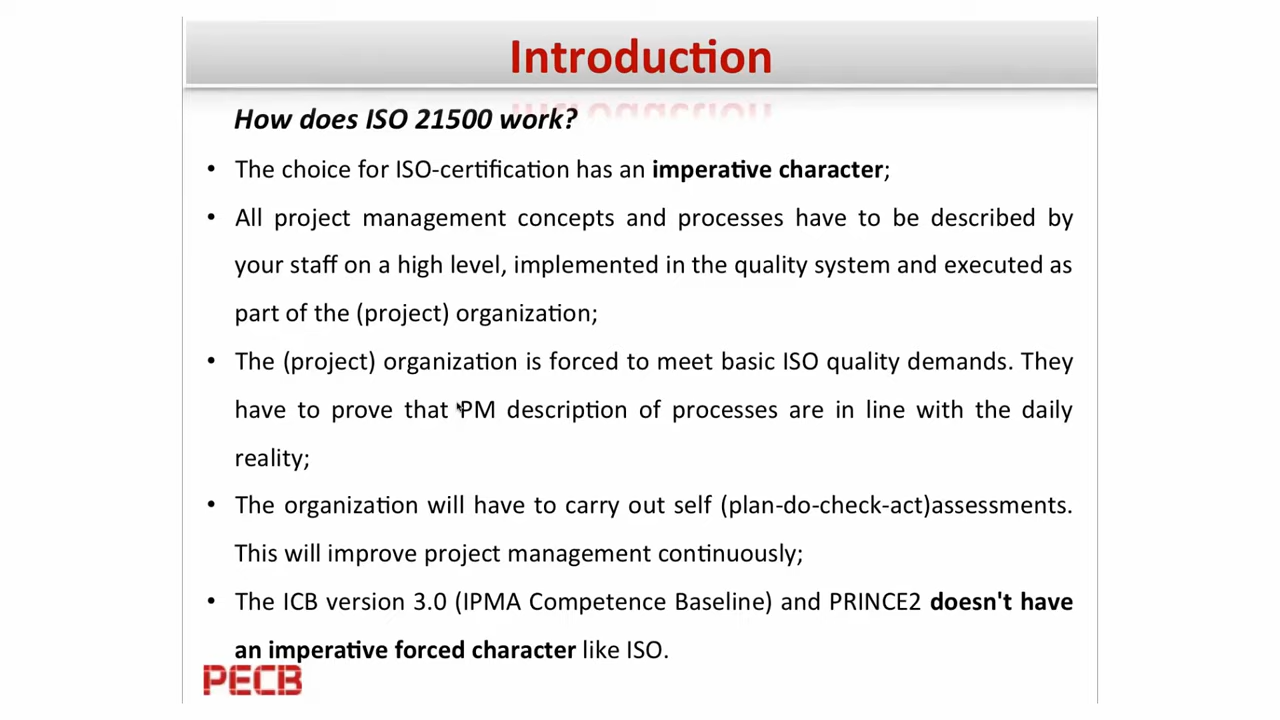 Introduction
How does ISO 21500 work?
• The choice for ISO-certification has an imperative character;
• All project management concepts and processes have to be described by
your staff on a high level, implemented in the quality system and executed as
part of the (project) organization;
• The (project) organization is forced to meet basic ISO quality demands. They
have to prove that PM description of processes are in line with the daily
reality;
• The organization will have to carry out self (plan-do-check-act)assessments.
This will improve project management continuously;
• The ICB version 3.0 (IPMA Competence Baseline) and PRINCE2 doesn't have
an imperative forced character like ISO.
PECB